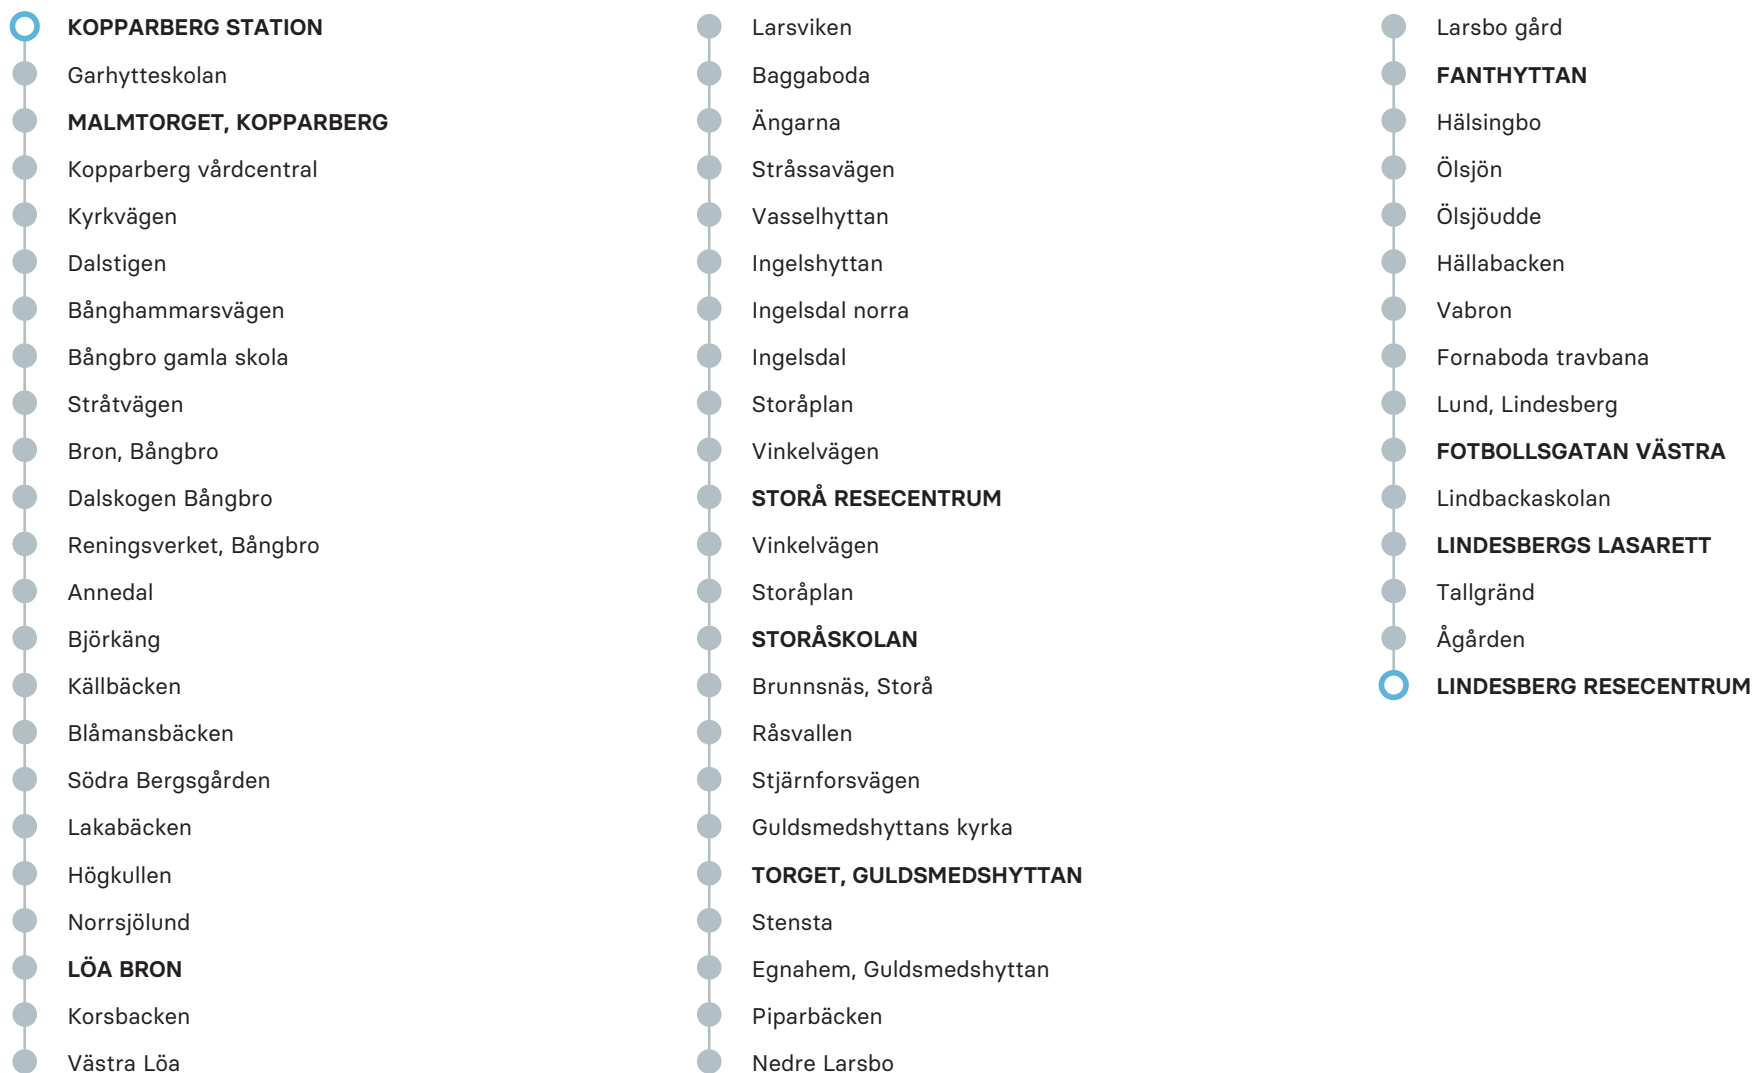 KOPPARBERG STATION
Garhytteskolan
MALMTORGET, KOPPARBERG
Kopparberg vårdcentral
Kyrkvägen
Dalstigen
Bånghammarsvägen
Bångbro gamla skola
Stråtvägen
Bron, Bångbro
Dalskogen Bångbro
Reningsverket, Bångbro
Annedal
Björkäng
Källbäcken
Blåmansbäcken
Södra Bergsgården
Lakabäcken
Högkullen
Norrsjölund
LÖA BRON
Korsbacken
Västra Löa
Larsviken
Baggaboda
Ängarna
Stråssavägen
Vasselhyttan
Ingelshyttan
Ingelsdal norra
Ingelsdal
Storåplan
Vinkelvägen
STORÅ RESECENTRUM
Vinkelvägen
Storåplan
STORÅSKOLAN
Brunnsnäs, Storå
Råsvallen
Stjärnforsvägen
Guldsmedshyttans kyrka
TORGET, GULDSMEDSHYTTAN
Stensta
Egnahem, Guldsmedshyttan
Piparbäcken
Nedre Larsbo
Larsbo gård
FANTHYTTAN
Hälsingbo
Ölsjön
Ölsjöudde
Hällabacken
Vabron
Fornaboda travbana
Lund, Lindesberg
FOTBOLLSGATAN VÄSTRA
Lindbackaskolan
LINDESBERGS LASARETT
Tallgränd
Ågården
LINDESBERG RESECENTRUM